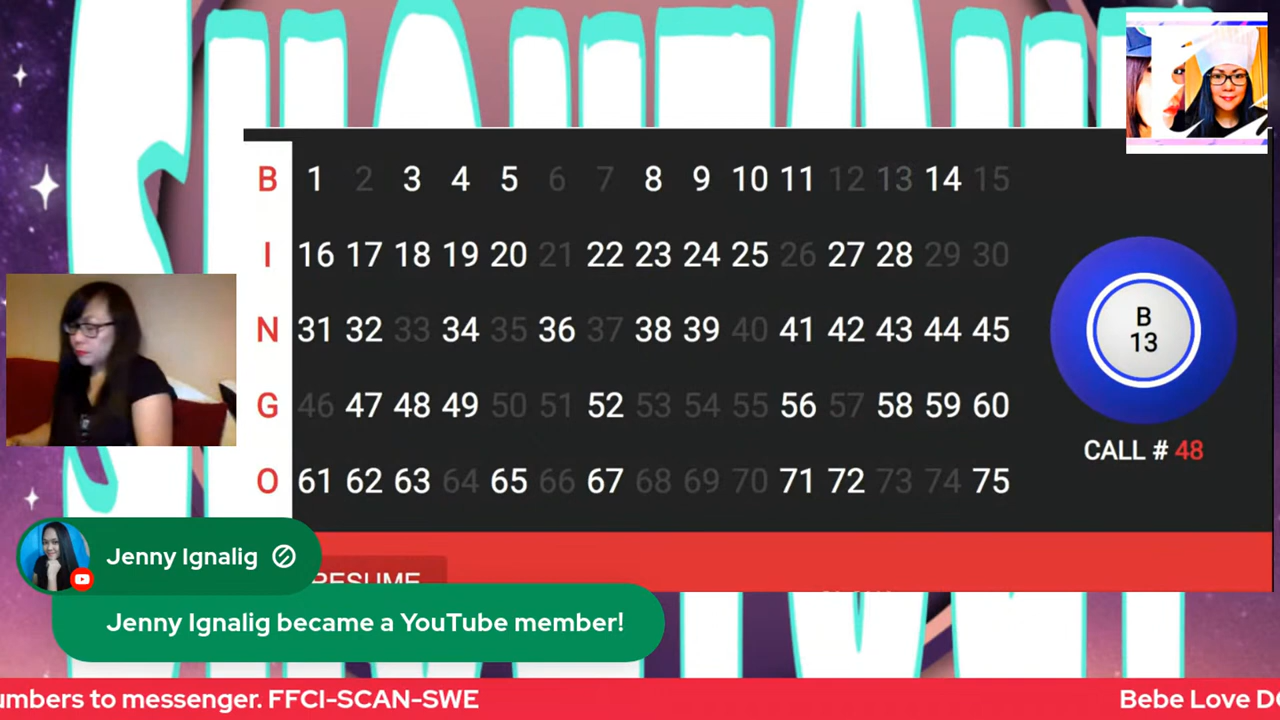 B 1 2 3 4 5 6 7 8 9 10 11 12 13 14 15
I 16 17 18 19 20 21 22 23 24 25 26 27 28 29 30
N 31 32 33 34 35 36 37 38 39 40 41 42 43 44 45
G 46 47 48 49 50 51 52 53 54 55 56 57 58 59 60
O 61 62 63 64 65 66 67 68 69 70 71 72 73 74 75
B
13
CALL # 48
RESUME
Jenny Ignalig
Jenny Ignalig became a YouTube member!
umbers to messenger. FFCI-SCAN-SWE
Bebe Love